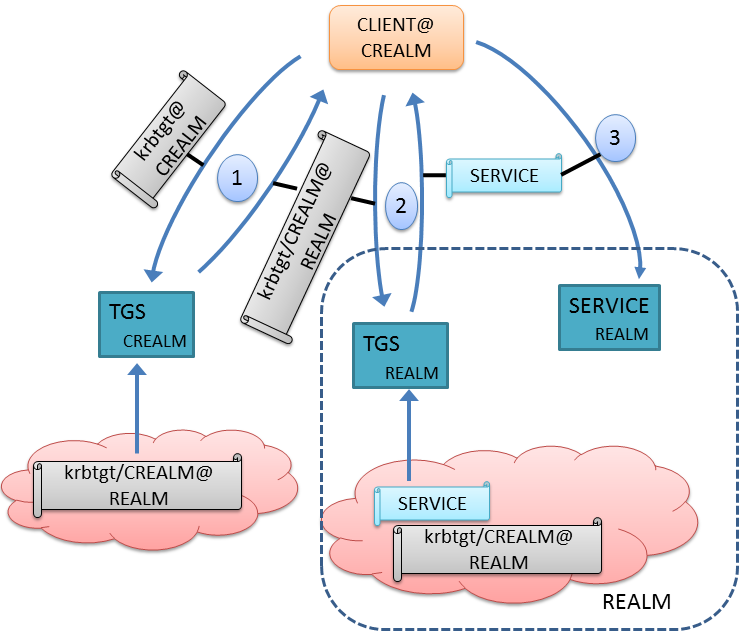 CLIENT@
CREALM
krbtgt@
CREALM
1
krbtgt/CREALM@
REALM
2
SERVICE
3
TGS
CREALM
TGS
REALM
SERVICE
REALM
krbtgt/CREALM@
REALM
SERVICE
krbtgt/CREALM@
REALM
REALM